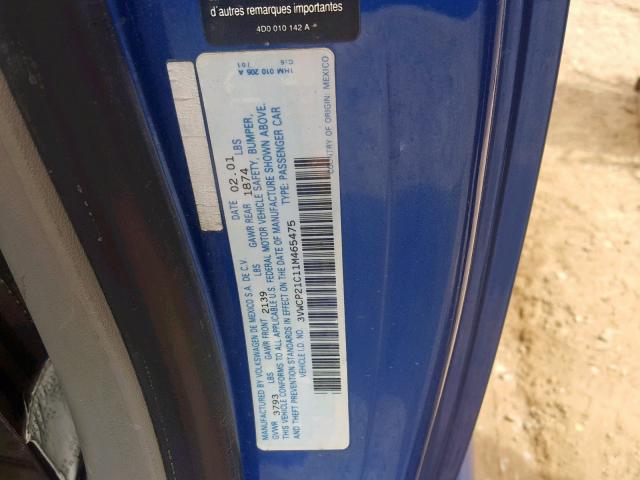 d'autres remarques importantes
4D0 010 142 A
MANUFACTURED BY VOLKSWAGEN DE MEXICO S.A. DE C.V. DATE 02.01
GVWR 3793 LBS GAWR FRONT 2139 LBS GAWR REAR 1874 LBS
THIS VEHICLE CONFORMS TO ALL APPLICABLE U.S. FEDERAL MOTOR VEHICLE SAFETY, BUMPER,
AND THEFT PREVENTION STANDARDS IN EFFECT ON THE DATE OF MANUFACTURE SHOWN ABOVE.
VEHICLE I.D. NO. 3VWCP21C11M465475 TYPE: PASSENGER CAR
COUNTRY OF ORIGIN: MEXICO
1HM 010 205 A